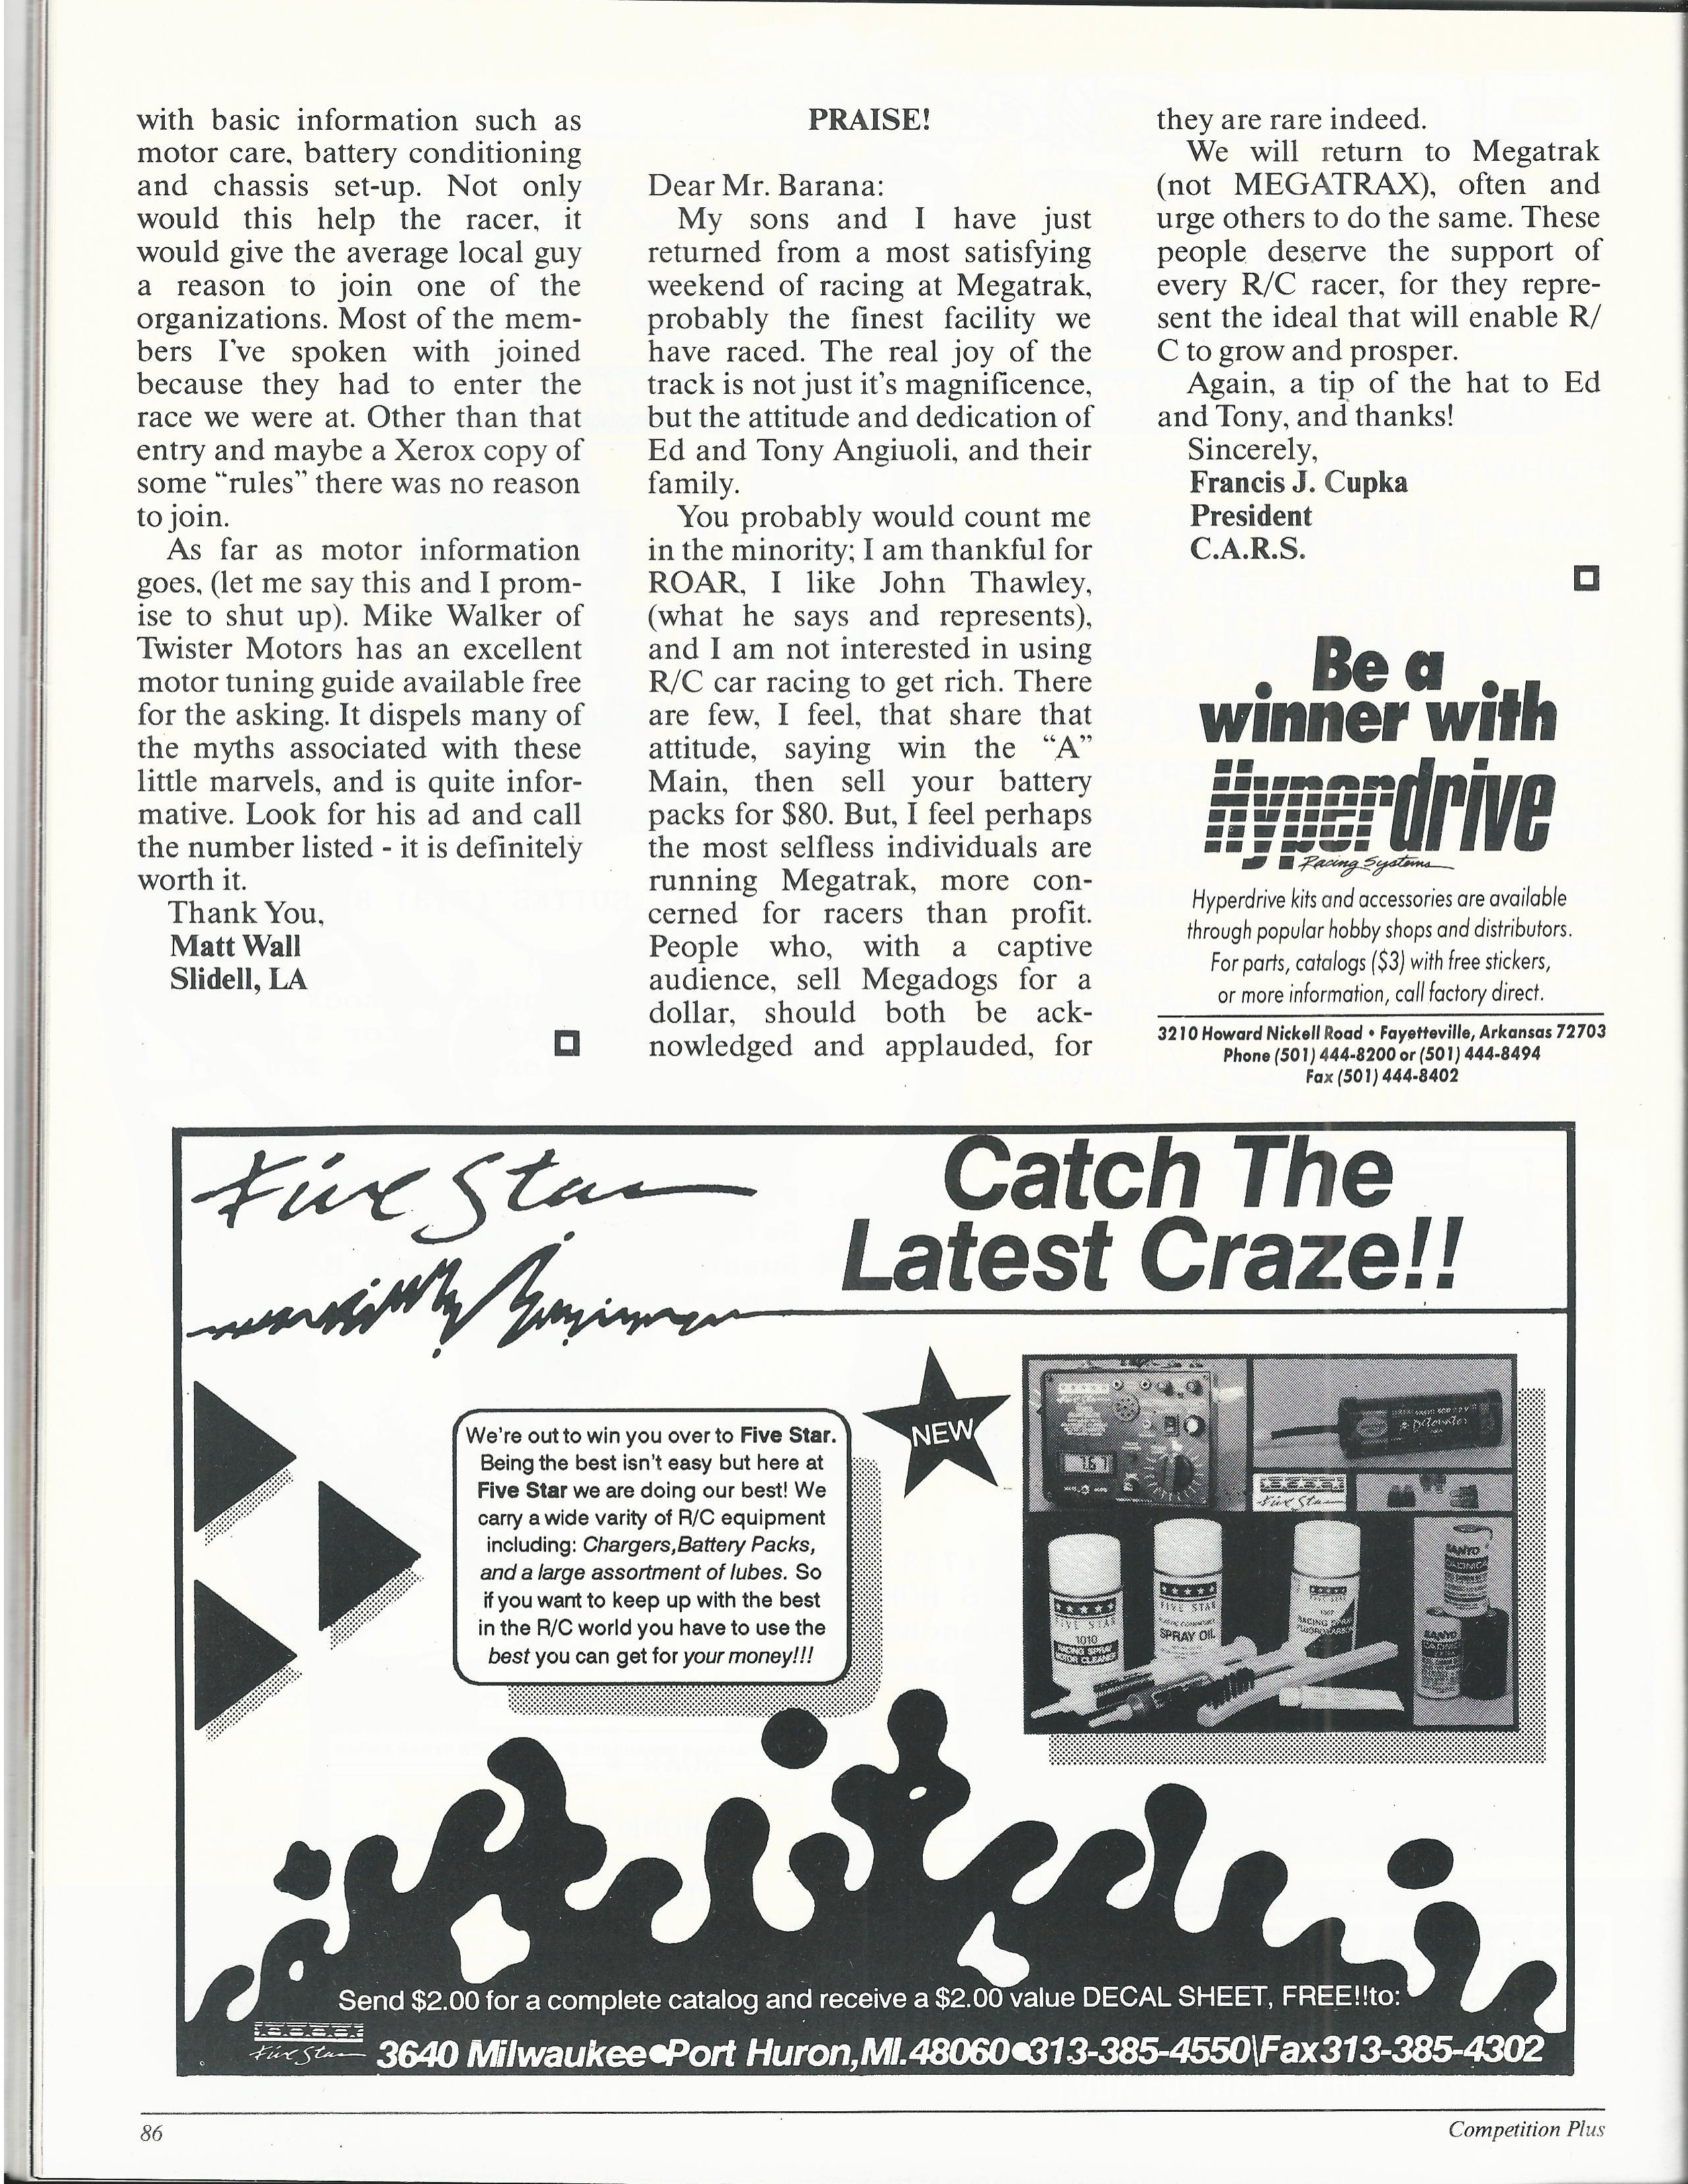 with basic information such as
motor care, battery conditioning
and chassis set-up. Not only
would this help the racer, it
would give the average local guy
a reason to join one of the
organizations. Most of the mem-
bers I've spoken with joined
because they had to enter the
race we were at. Other than that
entry and maybe a Xerox copy of
some “rules” there was no reason
to join.
As far as motor information
goes, (let me say this and I prom-
ise to shut up). Mike Walker of
Twister Motors has an excellent
motor tuning guide available free
for the asking. It dispels many of
the myths associated with these
little marvels, and is quite infor-
mative. Look for his ad and call
the number listed - it is definitely
worth it.
Thank You,
Matt Wall
Slidell, LA
PRAISE!
Dear Mr. Barana:
My sons and I have just
returned from a most satisfying
weekend of racing at Megatrak,
probably the finest facility we
have raced. The real joy of the
track is not just it's magnificence,
but the attitude and dedication of
Ed and Tony Angiuoli, and their
family.
You probably would count me
in the minority; I am thankful for
ROAR, I like John Thawley,
(what he says and represents),
and I am not interested in using
R/C car racing to get rich. There
are few, I feel, that share that
attitude, saying win the “A”
Main, then sell your battery
packs for $80. But, I feel perhaps
the most selfless individuals are
running Megatrak, more con-
cerned for racers than profit.
People who, with a captive
audience, sell Megadogs for a
dollar, should both be ack-
nowledged and applauded, for
they are rare indeed.
We will return to Megatrak
(not MEGATRAX), often and
urge others to do the same. These
people deserve the support of
every R/C racer, for they repre-
sent the ideal that will enable R/
C to grow and prosper.
Again, a tip of the hat to Ed
and Tony, and thanks!
Sincerely,
Francis J. Cupka
President
C.A.R.S.
Be a
winner with
Hyperdrive
Racing Systems
Hyperdrive kits and accessories are available
through popular hobby shops and distributors.
For parts, catalogs ($3) with free stickers,
or more information, call factory direct.
3210 Howard Nickell Road • Fayetteville, Arkansas 72703
Phone (501) 444-8200 or (501) 444-8494
Fax (501) 444-8402
Five Star
Catch The
Latest Craze!!
NEW
We're out to win you over to Five Star.
Being the best isn't easy but here at
Five Star we are doing our best! We
carry a wide varity of R/C equipment
including: Chargers,Battery Packs,
and a large assortment of lubes. So
if you want to keep up with the best
in the R/C world you have to use the
best you can get for your money!!!
Five Star
FIVE STAR
1010
RACING SPRAY
MOTOR CLEANER
FIVE STAR
SPRAY OIL
SANYO
SANYO
Send $2.00 for a complete catalog and receive a $2.00 value DECAL SHEET, FREE!!to:
Five Star
3640 Milwaukee•Port Huron,MI.48060•313-385-4550\Fax313-385-4302
86
Competition Plus